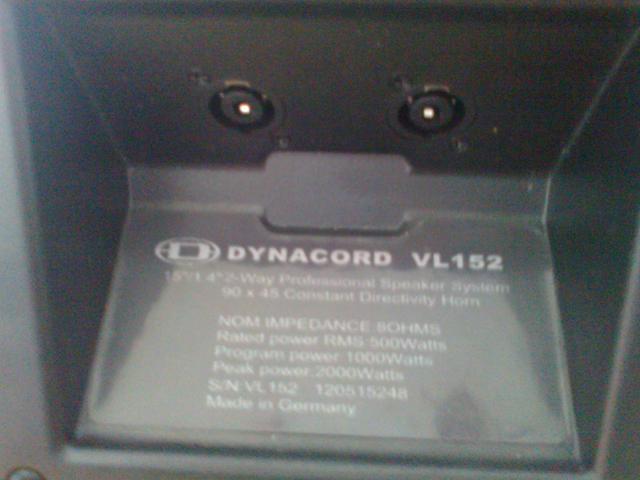 DYNACORD VL152
15"/1.4" 2-Way Professional Speaker System
90 x 45 Constant Directivity Horn
NOM.IMPEDANCE:8OHMS
Rated power RMS:500Watts
Program power:1000Watts
Peak power:2000Watts
S/N:VL152 120515248
Made in Germany